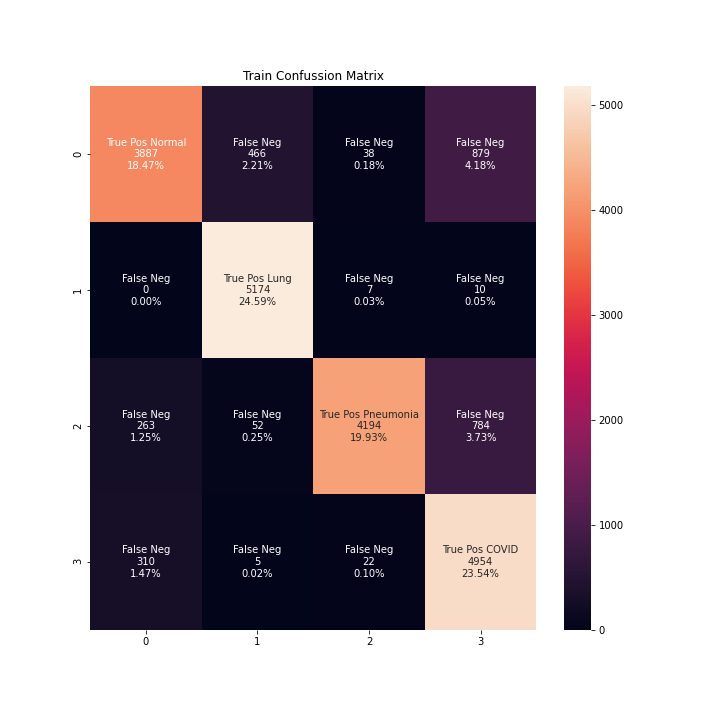 Train Confussion Matrix
True Pos Normal
3887
18.47%
False Neg
466
2.21%
False Neg
38
0.18%
False Neg
879
4.18%
False Neg
0
0.00%
True Pos Lung
5174
24.59%
False Neg
7
0.03%
False Neg
10
0.05%
False Neg
263
1.25%
False Neg
52
0.25%
True Pos Pneumonia
4194
19.93%
False Neg
784
3.73%
False Neg
310
1.47%
False Neg
5
0.02%
False Neg
22
0.10%
True Pos COVID
4954
23.54%
0
1
2
3
0
1
2
3
5000
4000
3000
2000
1000
0